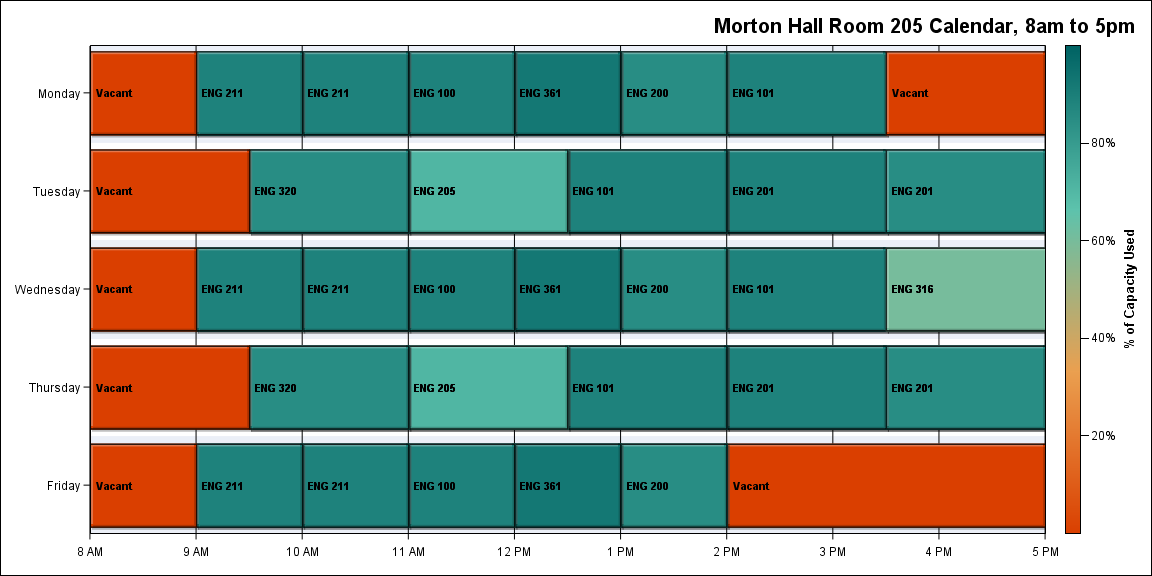 Morton Hall Room 205 Calendar, 8am to 5pm
Monday Vacant ENG 211 ENG 211 ENG 100 ENG 361 ENG 200 ENG 101 Vacant
80%
Tuesday Vacant ENG 320 ENG 205 ENG 101 ENG 201 ENG 201
60%
% of Capacity Used
Wednesday Vacant ENG 211 ENG 211 ENG 100 ENG 361 ENG 200 ENG 101 ENG 316
40%
Thursday Vacant ENG 320 ENG 205 ENG 101 ENG 201 ENG 201
20%
Friday Vacant ENG 211 ENG 211 ENG 100 ENG 361 ENG 200 Vacant
8 AM 9 AM 10 AM 11 AM 12 PM 1 PM 2 PM 3 PM 4 PM 5 PM